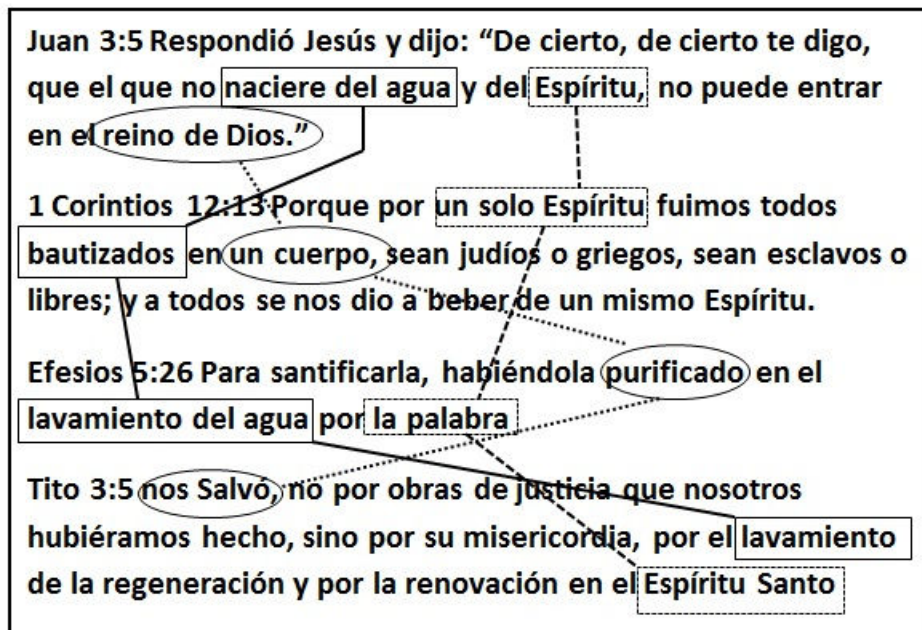 Juan 3:5 Respondió Jesús y dijo: “De cierto, de cierto te digo,
que el que no naciere del agua y del Espíritu, no puede entrar
en el reino de Dios.”
1 Corintios 12:13 Porque por un solo Espíritu fuimos todos
bautizados en un cuerpo, sean judíos o griegos, sean esclavos o
libres; y a todos se nos dio a beber de un mismo Espíritu.
Efesios 5:26 Para santificarla, habiéndola purificado en el
lavamiento del agua por la palabra
Tito 3:5 nos Salvó, no por obras de justicia que nosotros
hubiéramos hecho, sino por su misericordia, por el lavamiento
de la regeneración y por la renovación en el Espíritu Santo